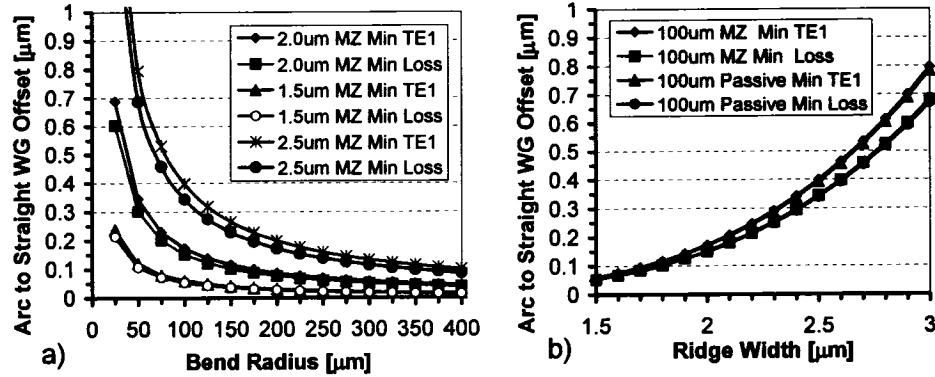 Arc to Straight WG Offset [μm]
1
0.9
0.8
0.7
0.6
0.5
0.4
0.3
0.2
0.1
0
2.0um MZ Min TE1
2.0um MZ Min Loss
1.5um MZ Min TE1
1.5um MZ Min Loss
2.5um MZ Min TE1
2.5um MZ Min Loss
0 50 100 150 200 250 300 350 400
a)
Bend Radius [μm]
Arc to Straight WG Offset [μm]
1
0.9
0.8
0.7
0.6
0.5
0.4
0.3
0.2
0.1
0
100um MZ Min TE1
100um MZ Min Loss
100um Passive Min TE1
100um Passive Min Loss
1.5 2 2.5 3
b)
Ridge Width [μm]